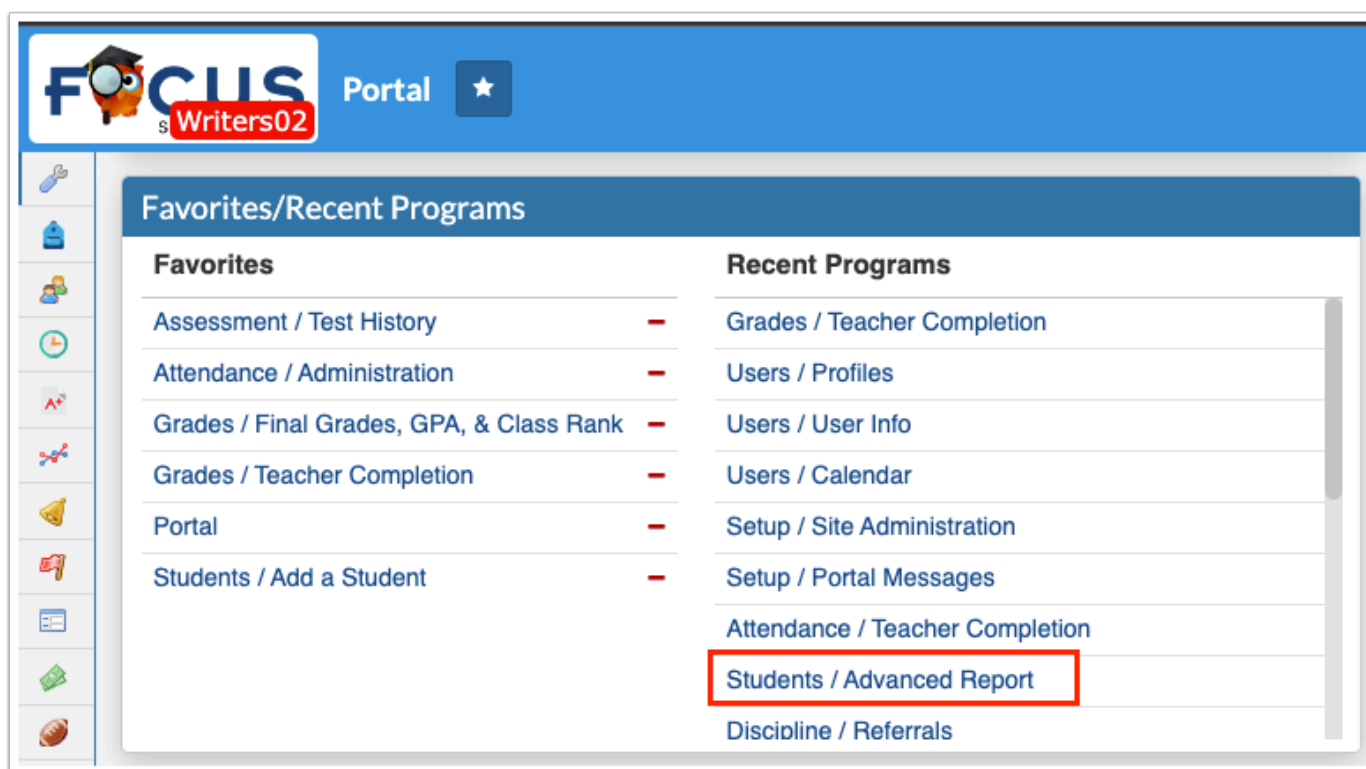 FOCUS
Writers02
Portal
Favorites/Recent Programs
Favorites
Assessment / Test History
Attendance / Administration
Grades / Final Grades, GPA, & Class Rank
Grades / Teacher Completion
Portal
Students / Add a Student
Recent Programs
Grades / Teacher Completion
Users / Profiles
Users / User Info
Users / Calendar
Setup / Site Administration
Setup / Portal Messages
Attendance / Teacher Completion
Students / Advanced Report
Discipline / Referrals
A+